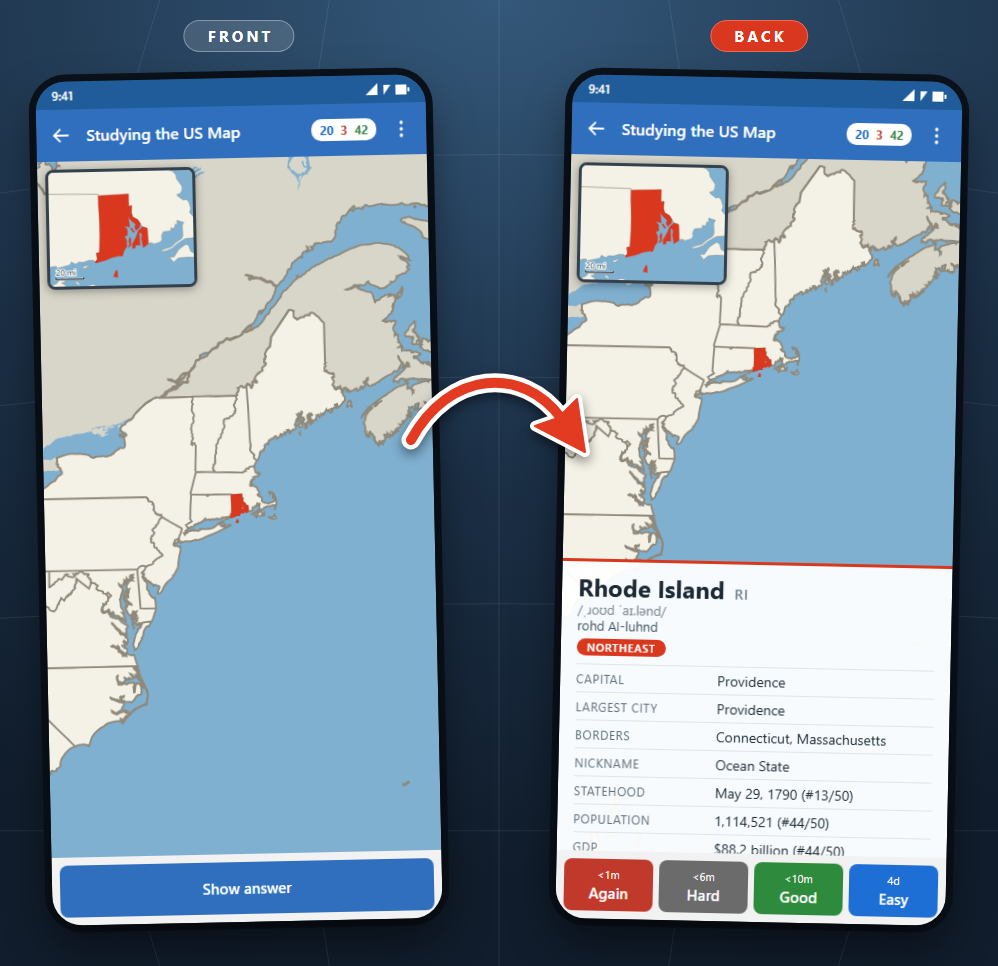 FRONT
BACK
9:41
Studying the US Map
20 3 42
20 mi
Show answer
9:41
Studying the US Map
20 3 42
20 mi
Rhode Island RI
/ˌɹoʊd ˈaɪ.lənd/
rohd AI-luhnd
NORTHEAST
CAPITAL Providence
LARGEST CITY Providence
BORDERS Connecticut, Massachusetts
NICKNAME Ocean State
STATEHOOD May 29, 1790 (#13/50)
POPULATION 1,114,521 (#44/50)
GDP $88.2 billion (#44/50)
<1m
Again
<6m
Hard
<10m
Good
4d
Easy